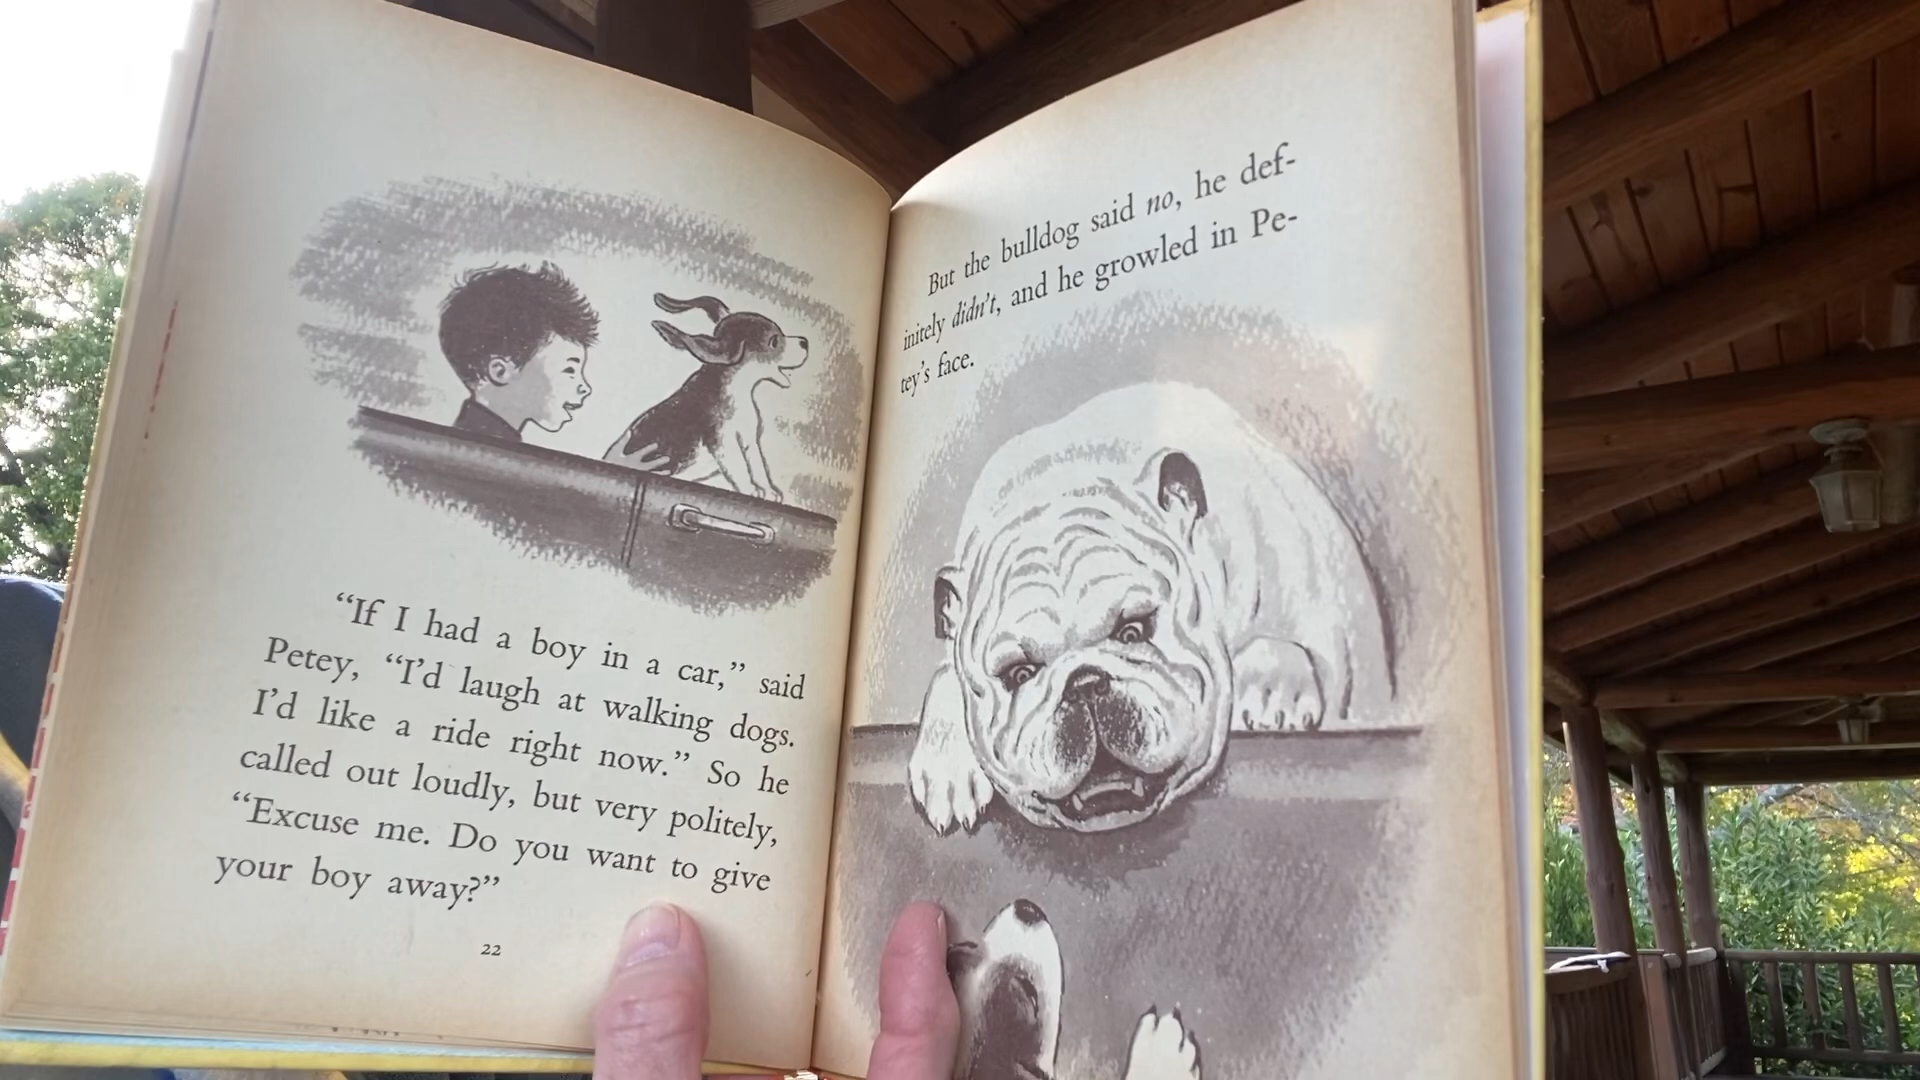 “If I had a boy in a car,” said
Petey, “I’d laugh at walking dogs.
I’d like a ride right now.” So he
called out loudly, but very politely,
“Excuse me. Do you want to give
your boy away?”
22
But the bulldog said no, he def-
initely didn’t, and he growled in Pe-
tey’s face.